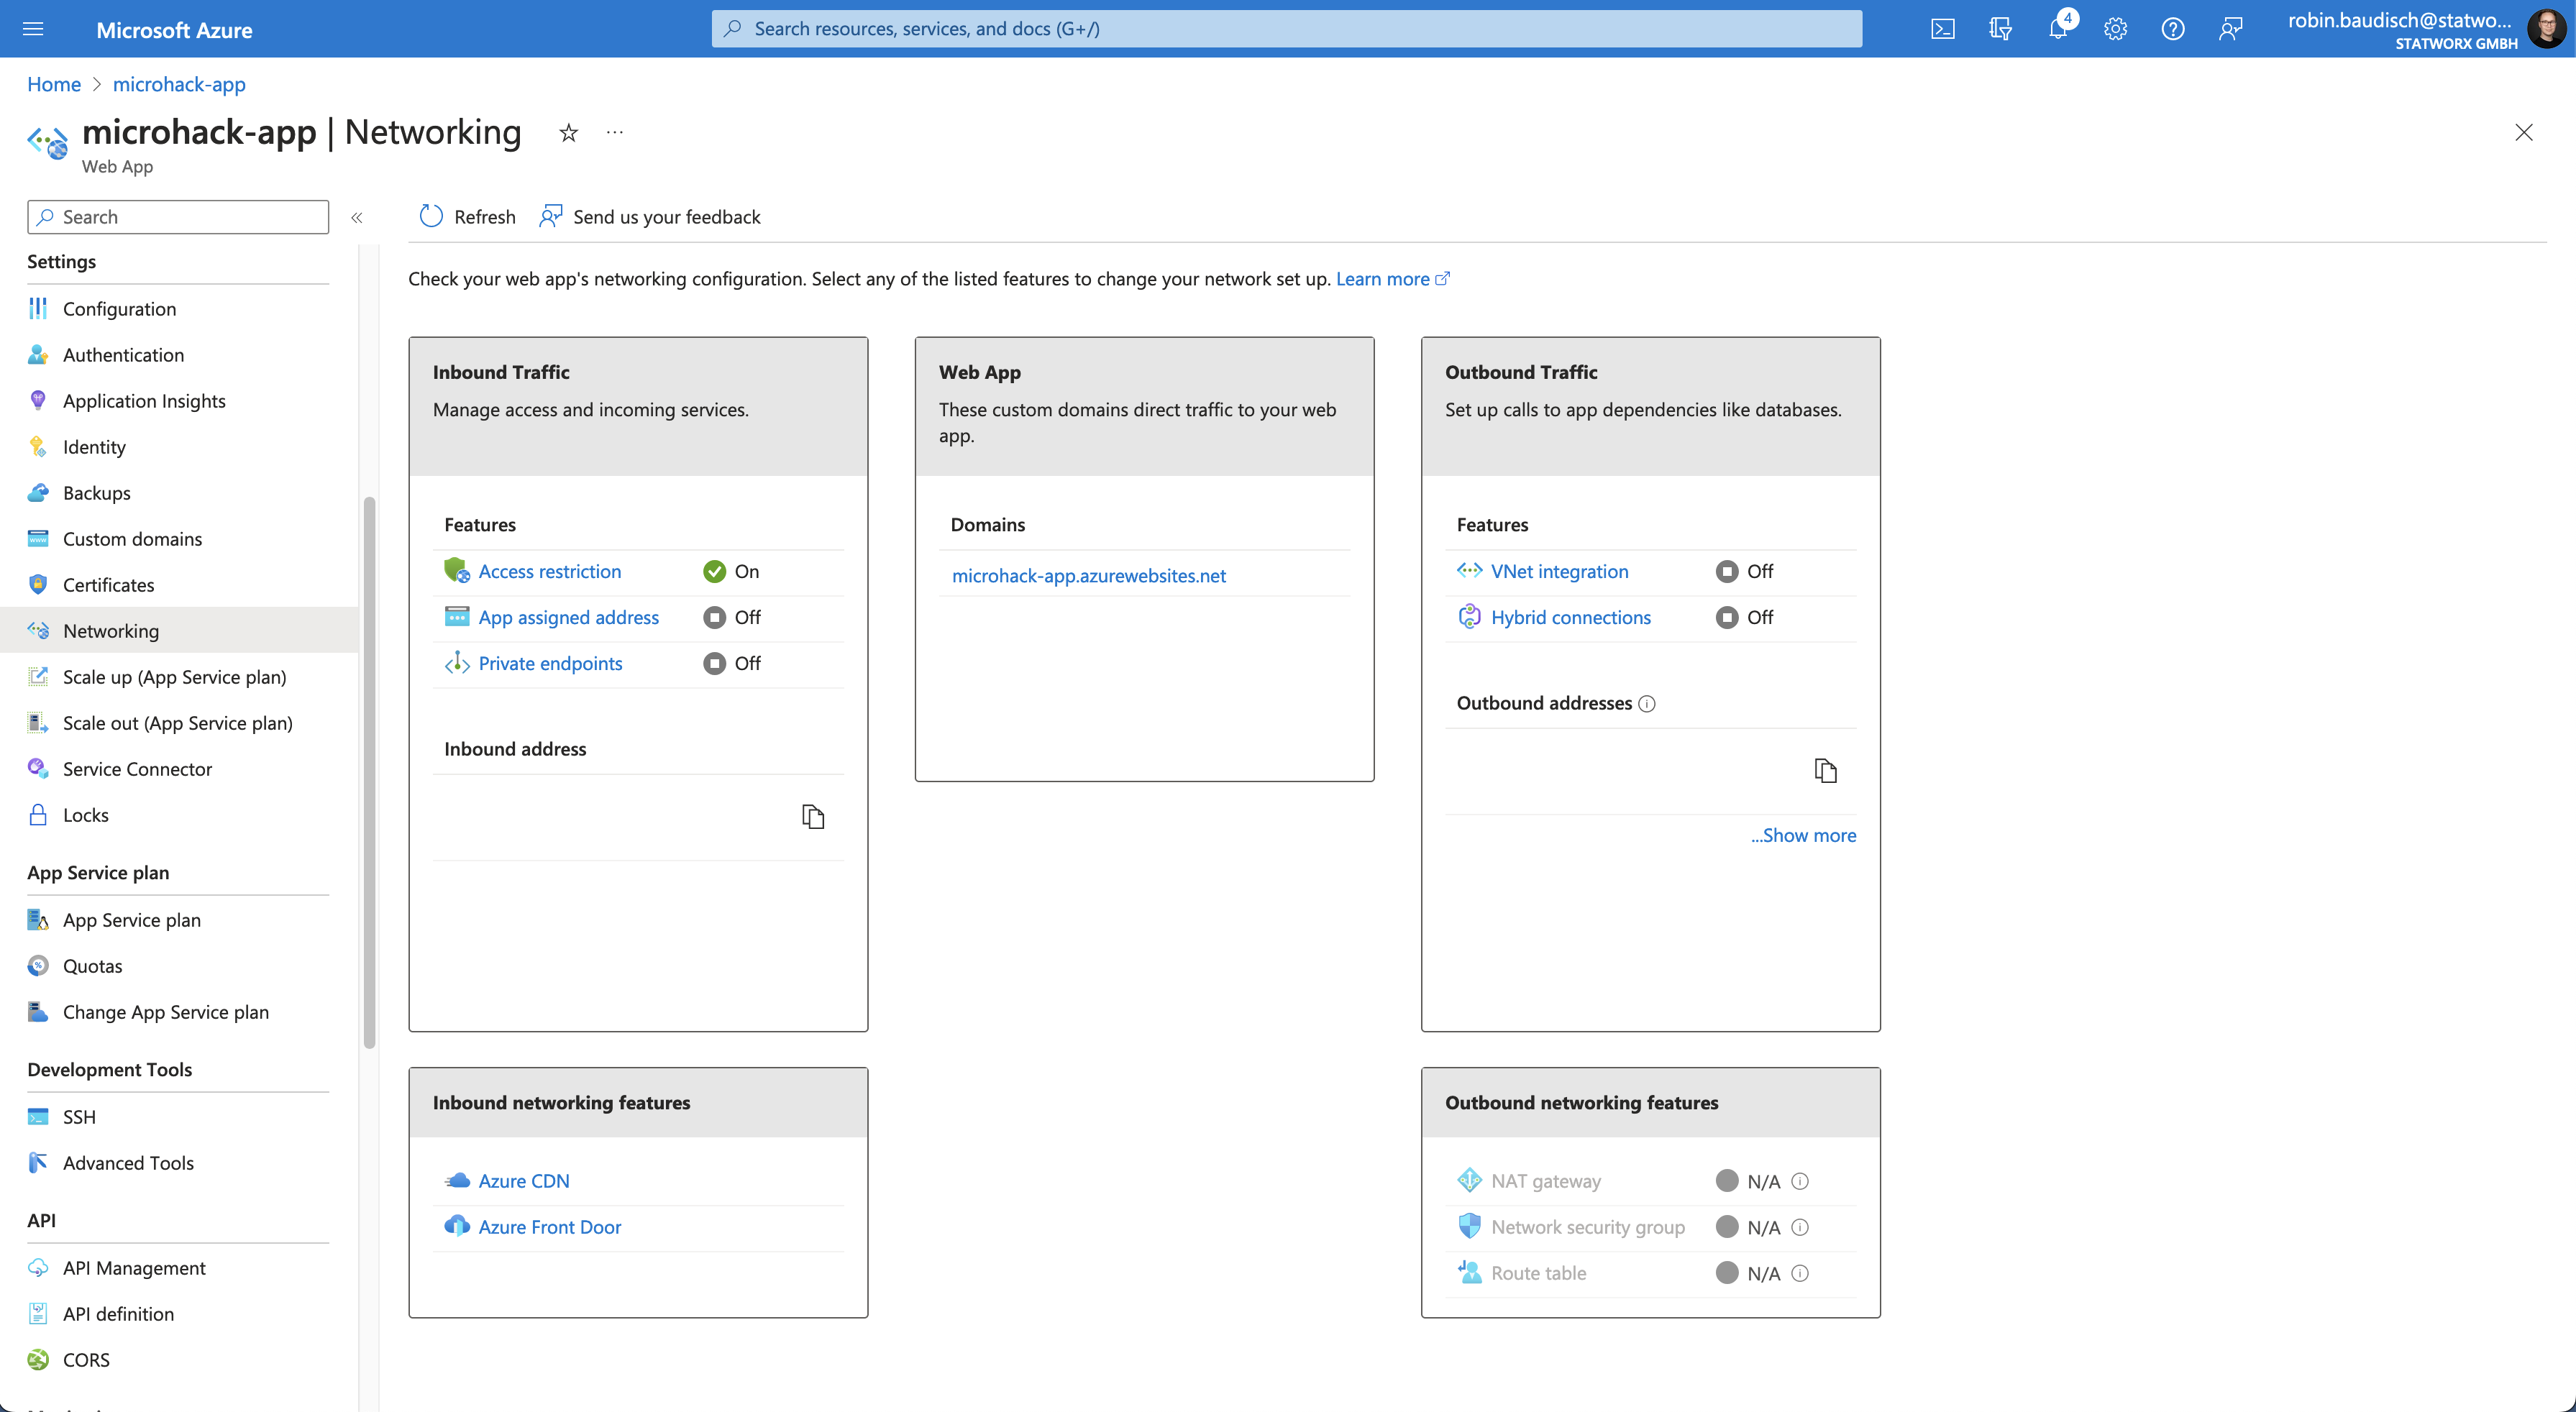 Microsoft Azure
Search resources, services, and docs (G+/)
4
robin.baudisch@statwo...
STATWORX GMBH
Home > microhack-app
microhack-app | Networking
...
Web App
Search
«
Refresh
Send us your feedback
Settings
Configuration
Authentication
Application Insights
Identity
Backups
Custom domains
Certificates
Networking
Scale up (App Service plan)
Scale out (App Service plan)
Service Connector
Locks
App Service plan
App Service plan
Quotas
Change App Service plan
Development Tools
SSH
Advanced Tools
API
API Management
API definition
CORS
Check your web app's networking configuration. Select any of the listed features to change your network set up. Learn more
Inbound Traffic
Manage access and incoming services.
Features
Access restriction On
App assigned address Off
Private endpoints Off
Inbound address
Web App
These custom domains direct traffic to your web
app.
Domains
microhack-app.azurewebsites.net
Outbound Traffic
Set up calls to app dependencies like databases.
Features
VNet integration Off
Hybrid connections Off
Outbound addresses
...Show more
Inbound networking features
Azure CDN
Azure Front Door
Outbound networking features
NAT gateway N/A
Network security group N/A
Route table N/A